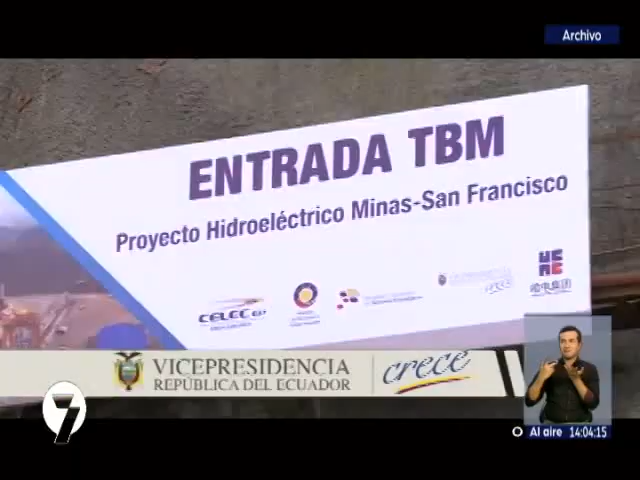 Archivo
ENTRADA TBM
Proyecto Hidroeléctrico Minas-San Francisco
CELEC EP
VICEPRESIDENCIA
REPÚBLICA DEL ECUADOR
crece
7
Al aire 14:04:15